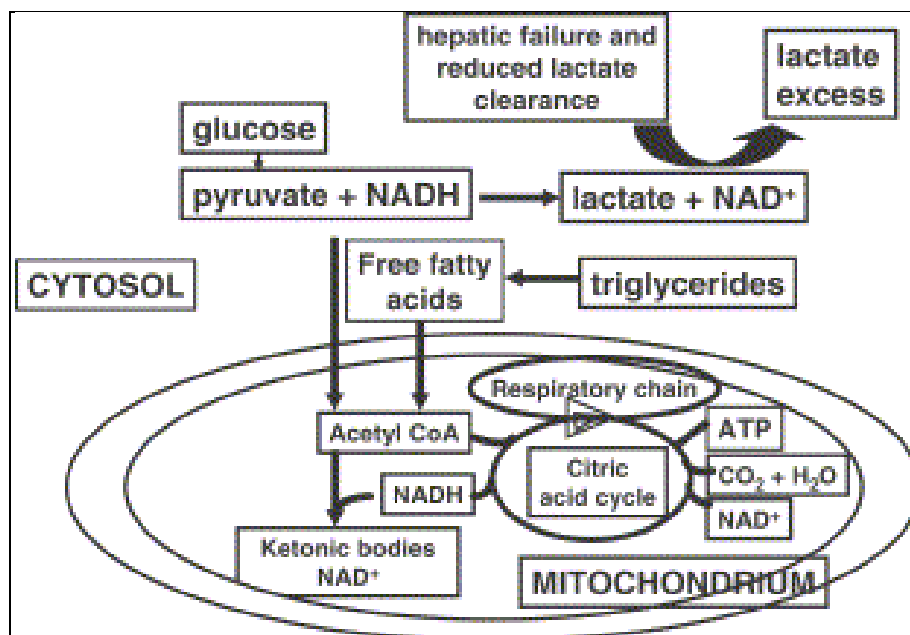 hepatic failure and
reduced lactate
clearance
lactate
excess
glucose
pyruvate + NADH
lactate + NAD⁺
CYTOSOL
Free fatty
acids
triglycerides
Respiratory chain
Acetyl CoA
ATP
Citric
acid cycle
CO₂ + H₂O
NADH
NAD⁺
Ketonic bodies
NAD⁺
MITOCHONDRIUM